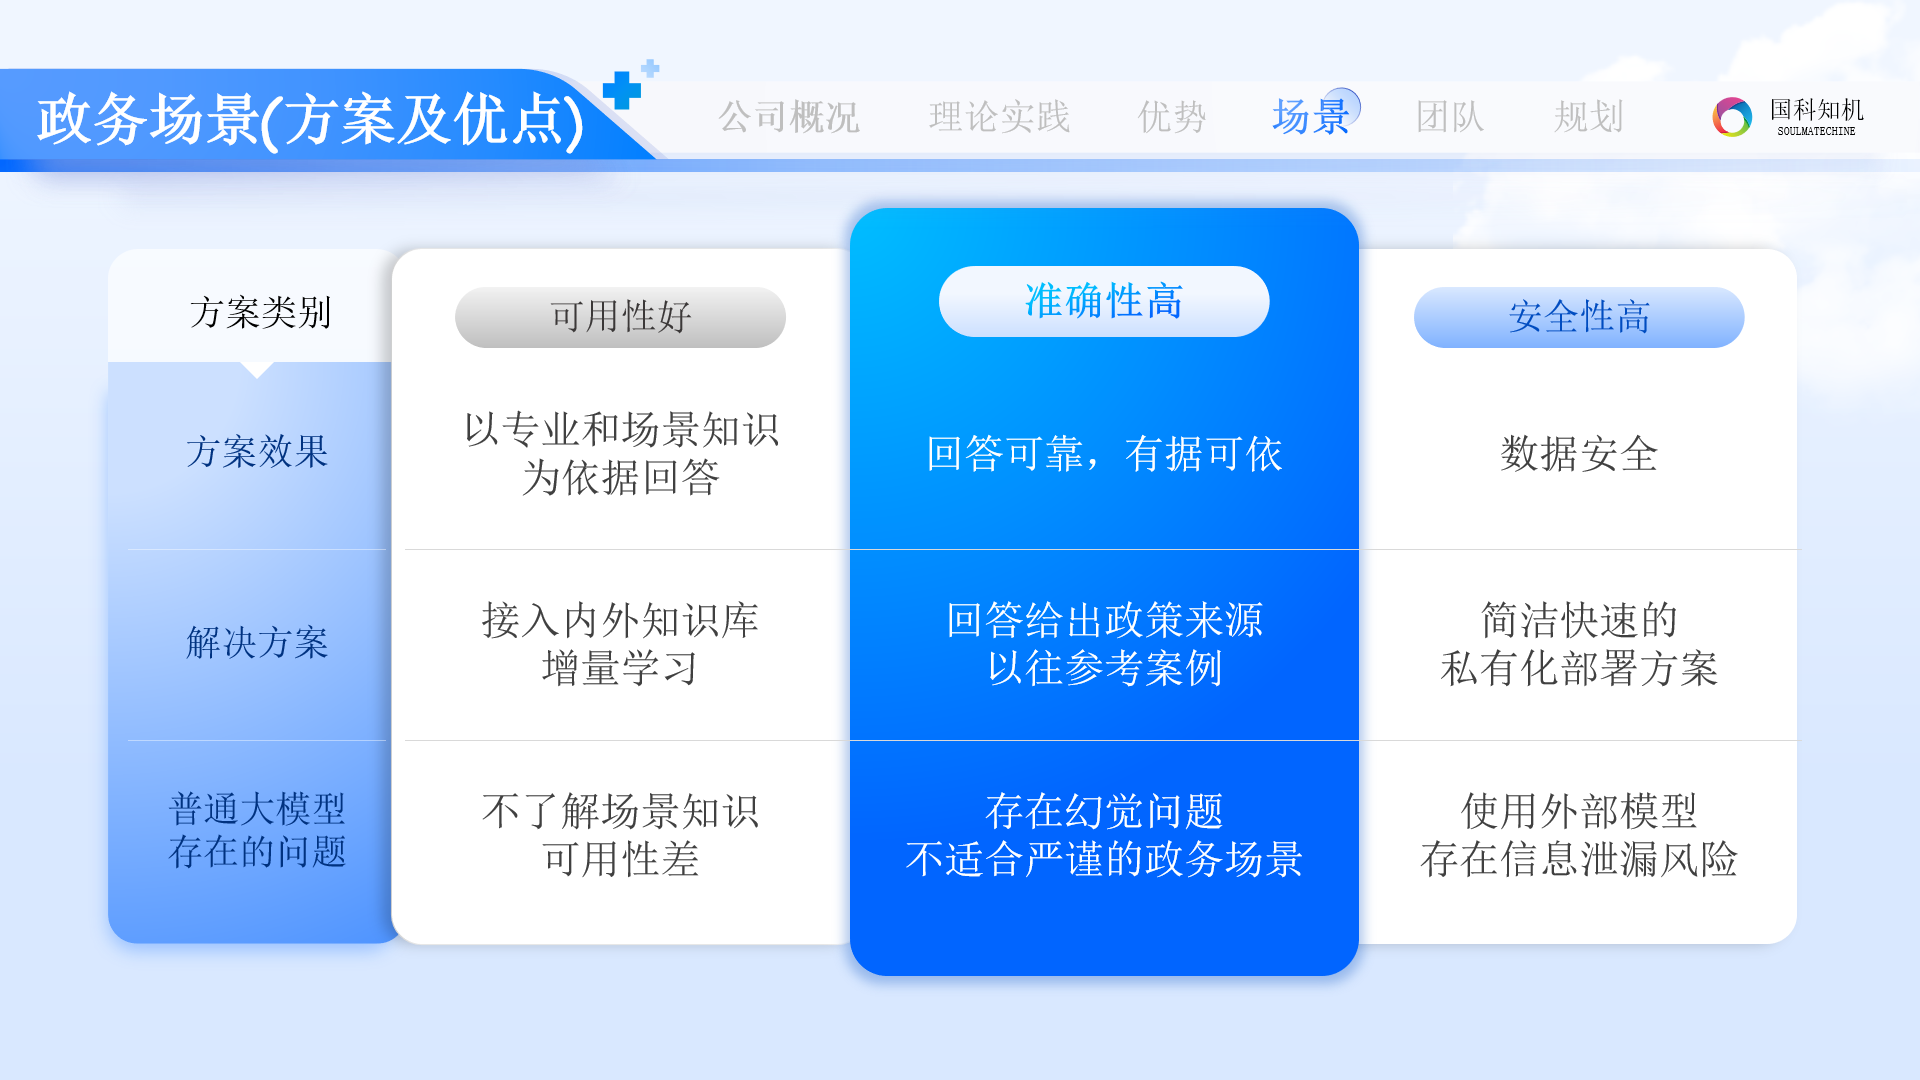 政务场景(方案及优点)
公司概况
理论实践
优势
场景
团队
规划
国科知机
SOULMATECHINE
方案类别
可用性好
准确性高
安全性高
方案效果
以专业和场景知识
为依据回答
回答可靠，有据可依
数据安全
解决方案
接入内外知识库
增量学习
回答给出政策来源
以往参考案例
简洁快速的
私有化部署方案
普通大模型
存在的问题
不了解场景知识
可用性差
存在幻觉问题
不适合严谨的政务场景
使用外部模型
存在信息泄漏风险